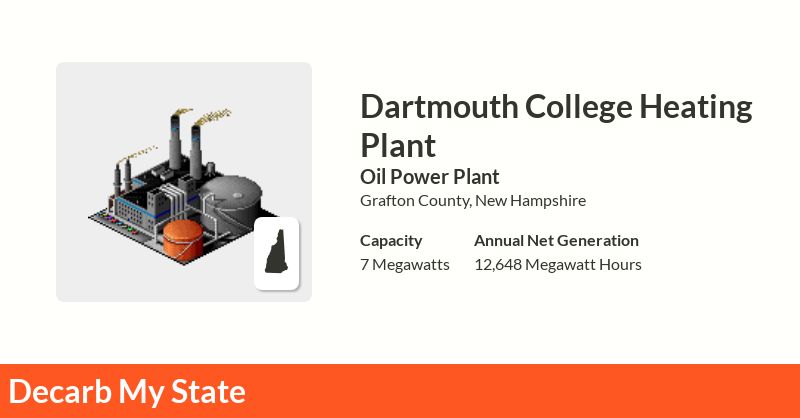 Dartmouth College Heating
Plant
Oil Power Plant
Grafton County, New Hampshire
Capacity
7 Megawatts
Annual Net Generation
12,648 Megawatt Hours
Decarb My State